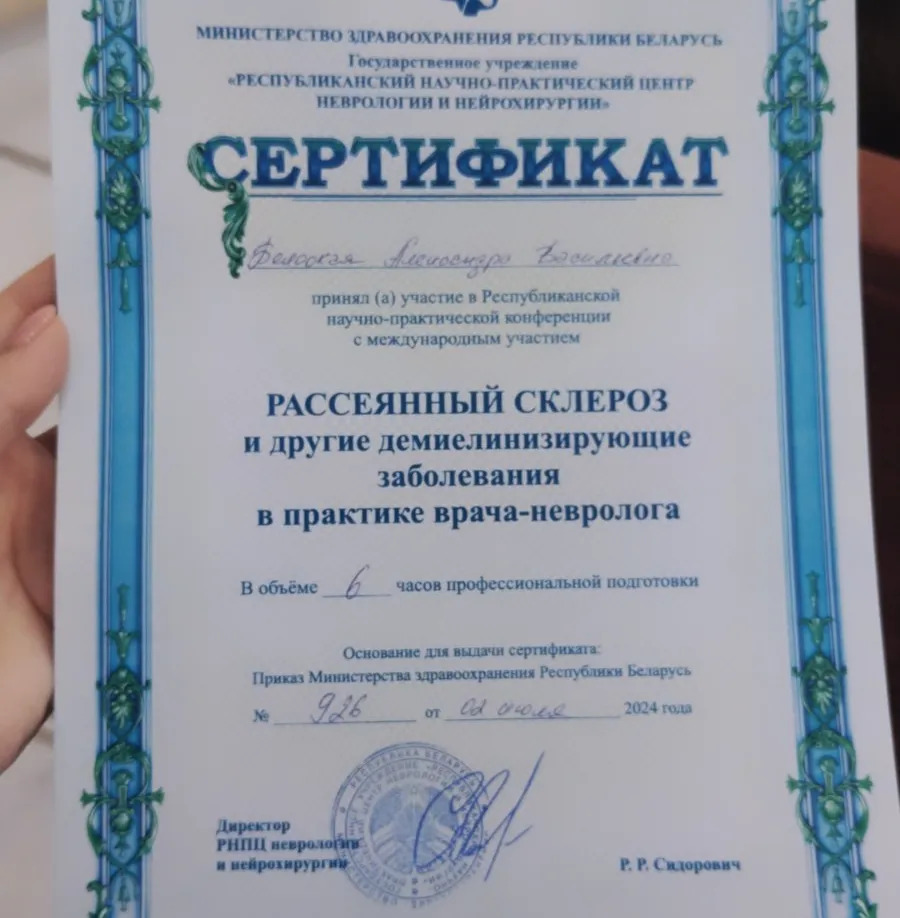 МИНИСТЕРСТВО ЗДРАВООХРАНЕНИЯ РЕСПУБЛИКИ БЕЛАРУСЬ
Государственное учреждение
«РЕСПУБЛИКАНСКИЙ НАУЧНО-ПРАКТИЧЕСКИЙ ЦЕНТР
НЕВРОЛОГИИ И НЕЙРОХИРУРГИИ»
СЕРТИФИКАТ
Александра Васильевна
принял (а) участие в Республиканской
научно-практической конференции
с международным участием
РАССЕЯННЫЙ СКЛЕРОЗ
и другие демиелинизирующие
заболевания
в практике врача-невролога
В объёме 6 часов профессиональной подготовки
Основание для выдачи сертификата:
Приказ Министерства здравоохранения Республики Беларусь
№ 926 от 02 июля 2024 года
Директор
РНПЦ неврологии
и нейрохирургии
Р. Р. Сидорович